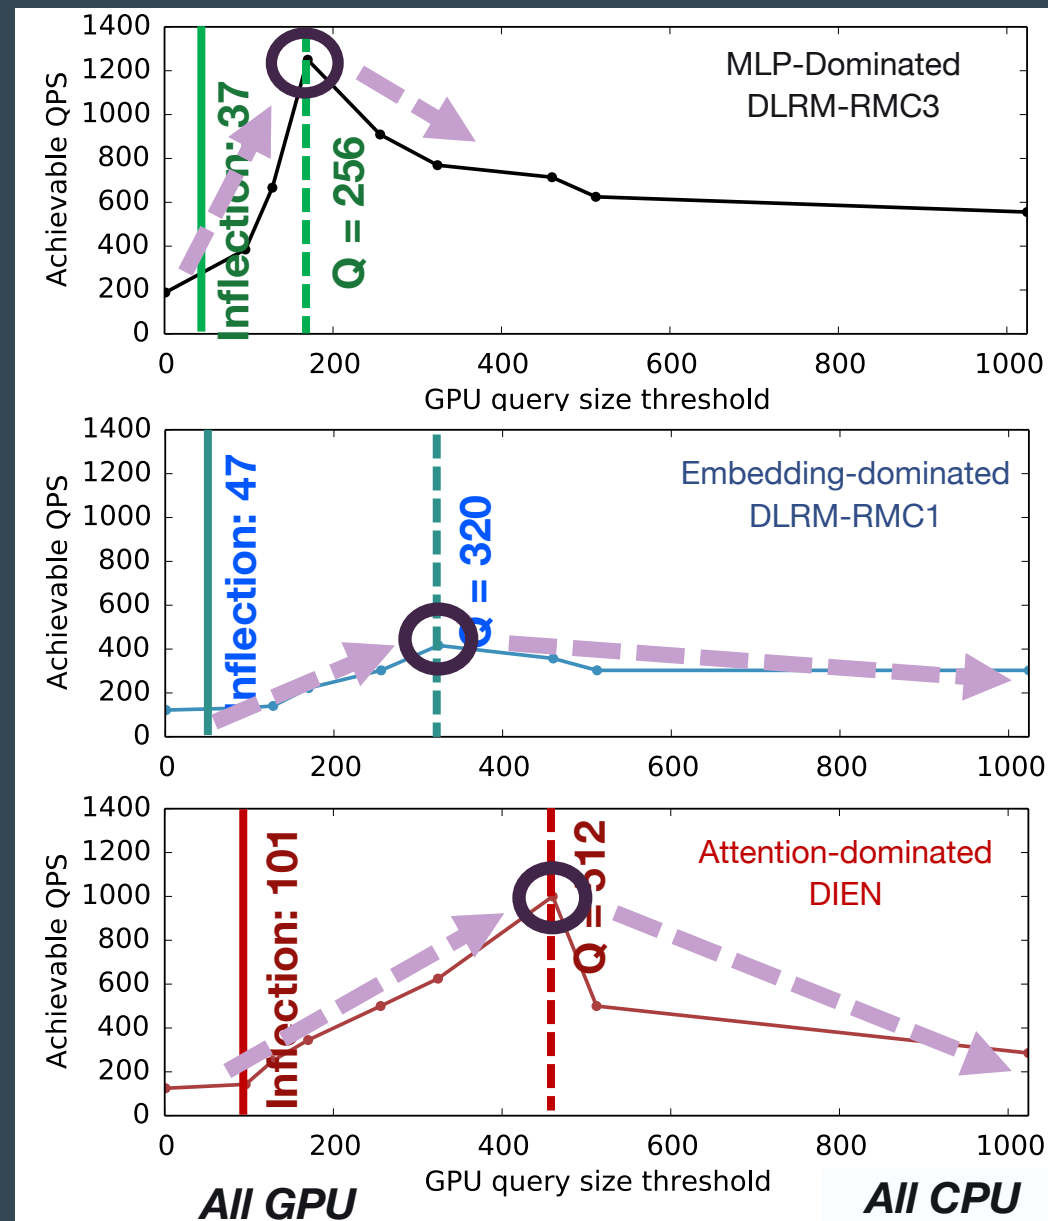 1400
1200
1000
800
600
400
200
0
Achievable QPS
Inflection: 37
Q = 256
MLP-Dominated
DLRM-RMC3
0 200 400 600 800 1000
GPU query size threshold
1400
1200
1000
800
600
400
200
0
Achievable QPS
Inflection: 47
Q = 320
Embedding-dominated
DLRM-RMC1
0 200 400 600 800 1000
1400
1200
1000
800
600
400
200
0
Achievable QPS
Inflection: 101
Q = 512
Attention-dominated
DIEN
0 200 400 600 800 1000
GPU query size threshold
All GPU
All CPU